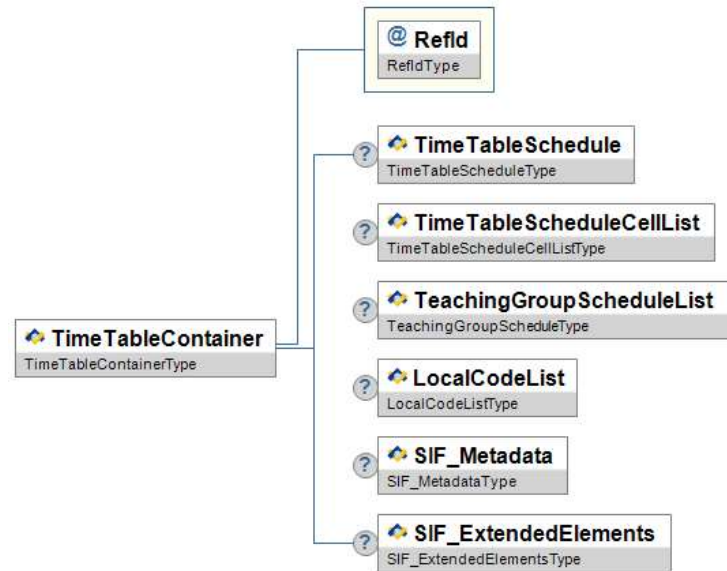 @ RefId
RefIdType
? TimeTableSchedule
TimeTableScheduleType
? TimeTableScheduleCellList
TimeTableScheduleCellListType
? TeachingGroupScheduleList
TeachingGroupScheduleType
TimeTableContainer
TimeTableContainerType
? LocalCodeList
LocalCodeListType
? SIF_Metadata
SIF_MetadataType
? SIF_ExtendedElements
SIF_ExtendedElementsType